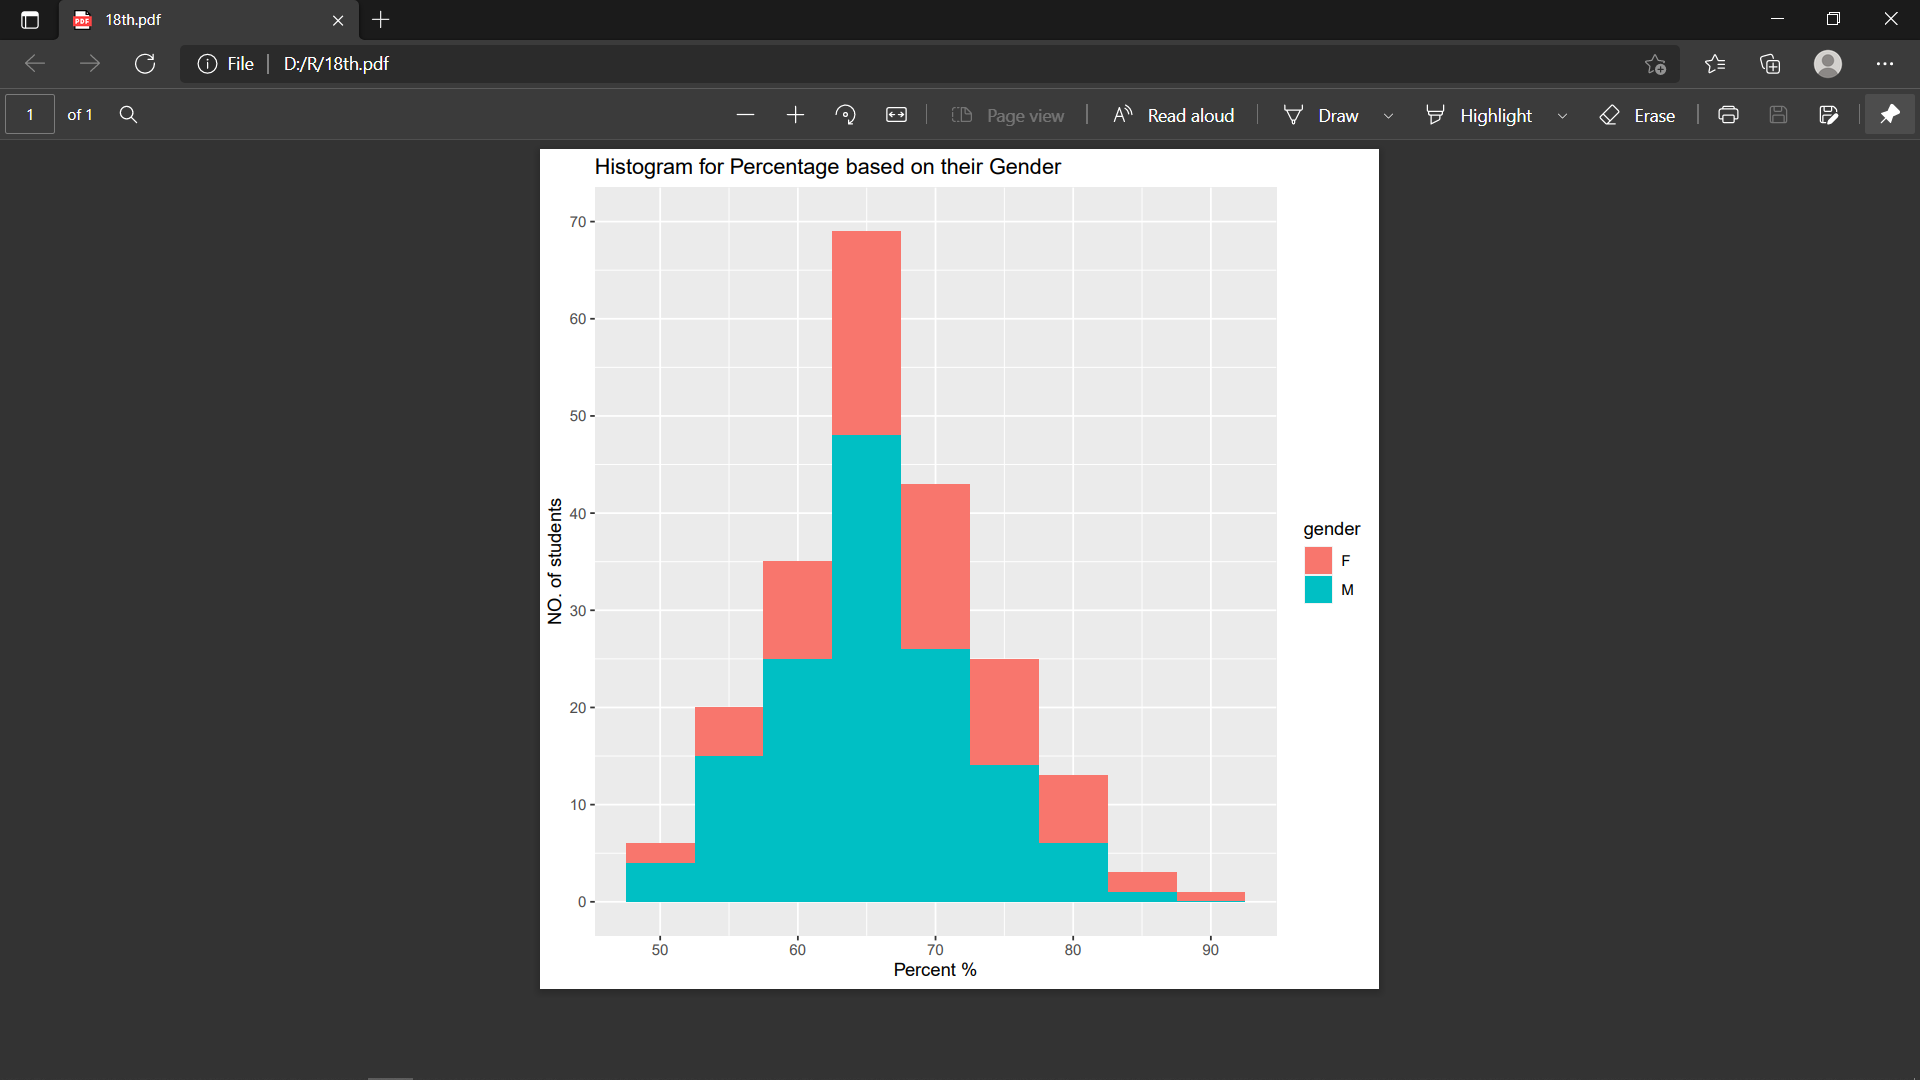 18th.pdf
File D:/R/18th.pdf
1 of 1 Page view Read aloud Draw Highlight Erase
Histogram for Percentage based on their Gender
70
60
50
40
30
20
10
0
NO. of students
50 60 70 80 90
Percent %
gender
F
M